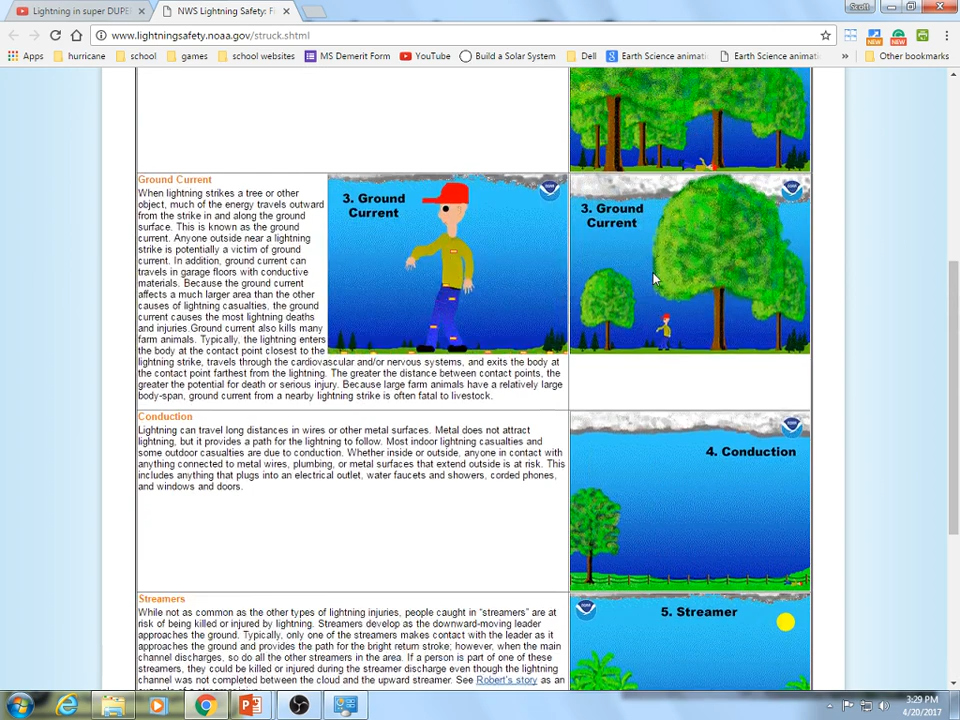 Lightning in super DUPE
NWS Lightning Safety: F
Scott
www.lightningsafety.noaa.gov/struck.shtml
Apps
hurricane
school
games
school websites
MS Demerit Form
YouTube
Build a Solar System
Dell
Earth Science animati
Earth Science animati
»
Other bookmarks
NEW
NEW
Ground Current
When lightning strikes a tree or other
object, much of the energy travels outward
from the strike in and along the ground
surface. This is known as the ground
current. Anyone outside near a lightning
strike is potentially a victim of ground
current. In addition, ground current can
travels in garage floors with conductive
materials. Because the ground current
affects a much larger area than the other
causes of lightning casualties, the ground
current causes the most lightning deaths
and injuries.Ground current also kills many
farm animals. Typically, the lightning enters
the body at the contact point closest to the
lightning strike, travels through the cardiovascular and/or nervous systems, and exits the body at
the contact point farthest from the lightning. The greater the distance between contact points, the
greater the potential for death or serious injury. Because large farm animals have a relatively large
body-span, ground current from a nearby lightning strike is often fatal to livestock.
3. Ground
Current
3. Ground
Current
Conduction
Lightning can travel long distances in wires or other metal surfaces. Metal does not attract
lightning, but it provides a path for the lightning to follow. Most indoor lightning casualties and
some outdoor casualties are due to conduction. Whether inside or outside, anyone in contact with
anything connected to metal wires, plumbing, or metal surfaces that extend outside is at risk. This
includes anything that plugs into an electrical outlet, water faucets and showers, corded phones,
and windows and doors.
4. Conduction
Streamers
While not as common as the other types of lightning injuries, people caught in “streamers” are at
risk of being killed or injured by lightning. Streamers develop as the downward-moving leader
approaches the ground. Typically, only one of the streamers makes contact with the leader as it
approaches the ground and provides the path for the bright return stroke; however, when the main
channel discharges, so do all the other streamers in the area. If a person is part of one of these
streamers, they could be killed or injured during the streamer discharge even though the lightning
channel was not completed between the cloud and the upward streamer. See Robert's story as an
5. Streamer
3:29 PM
4/20/2017